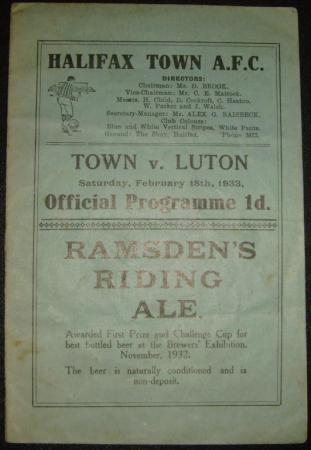 HALIFAX TOWN A.F.C.
DIRECTORS:
Chairman: Mr. D. BROOK.
Vice-Chairman: Mr. C. E. Mattock.
Messrs. H. Child, D. Cockroft, C. Heaton,
W. Parker and J. Walsh.
Secretary-Manager: Mr. ALEX G. RAISBECK.
Club Colours:
Blue and White Vertical Stripes, White Pants.
Ground: The Shay, Halifax. 'Phone
TOWN v. LUTON
Saturday, February 18th, 1933,
Official Programme 1d.
RAMSDEN'S
RIDING
ALE.
Awarded First Prize and Challenge Cup for
best bottled beer at the Brewers' Exhibition,
November, 1932.
The beer is naturally conditioned and is
non-deposit.